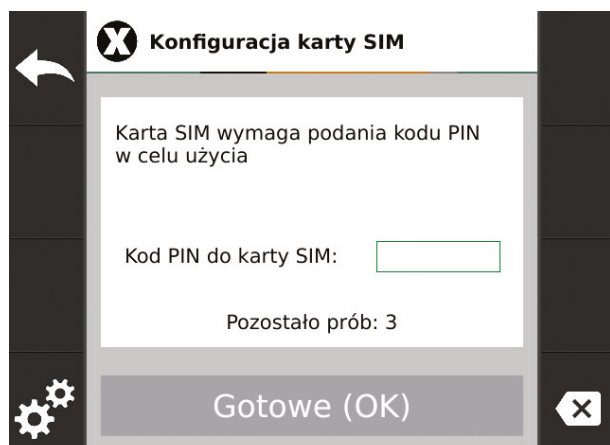 X Konfiguracja karty SIM
Karta SIM wymaga podania kodu PIN
w celu użycia
Kod PIN do karty SIM:
Pozostało prób: 3
Gotowe (OK)